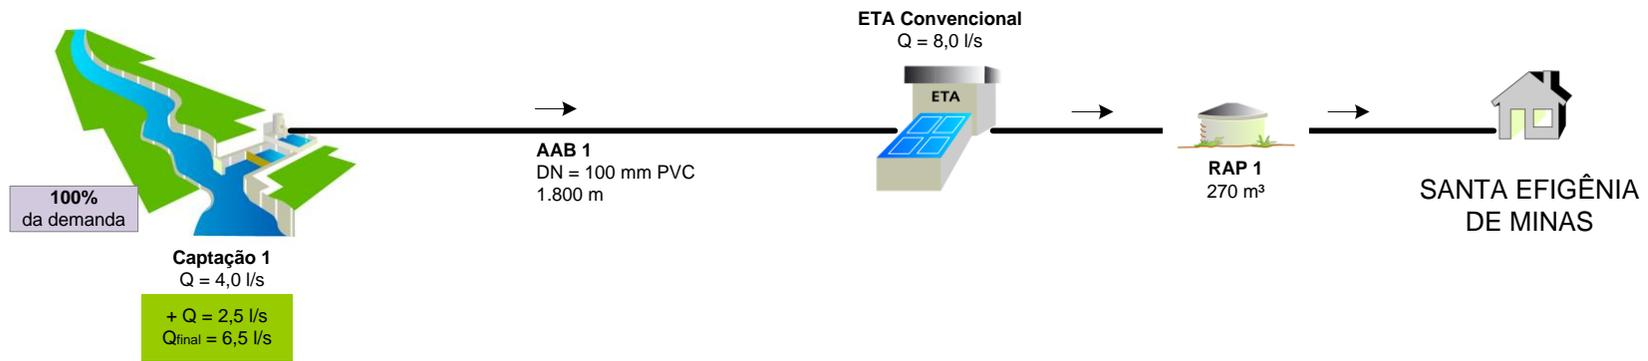 100%
da demanda
Captação 1
Q = 4,0 l/s
+ Q = 2,5 l/s
Qfinal = 6,5 l/s
AAB 1
DN = 100 mm PVC
1.800 m
ETA Convencional
Q = 8,0 l/s
ETA
RAP 1
270 m³
SANTA EFIGÊNIA
DE MINAS